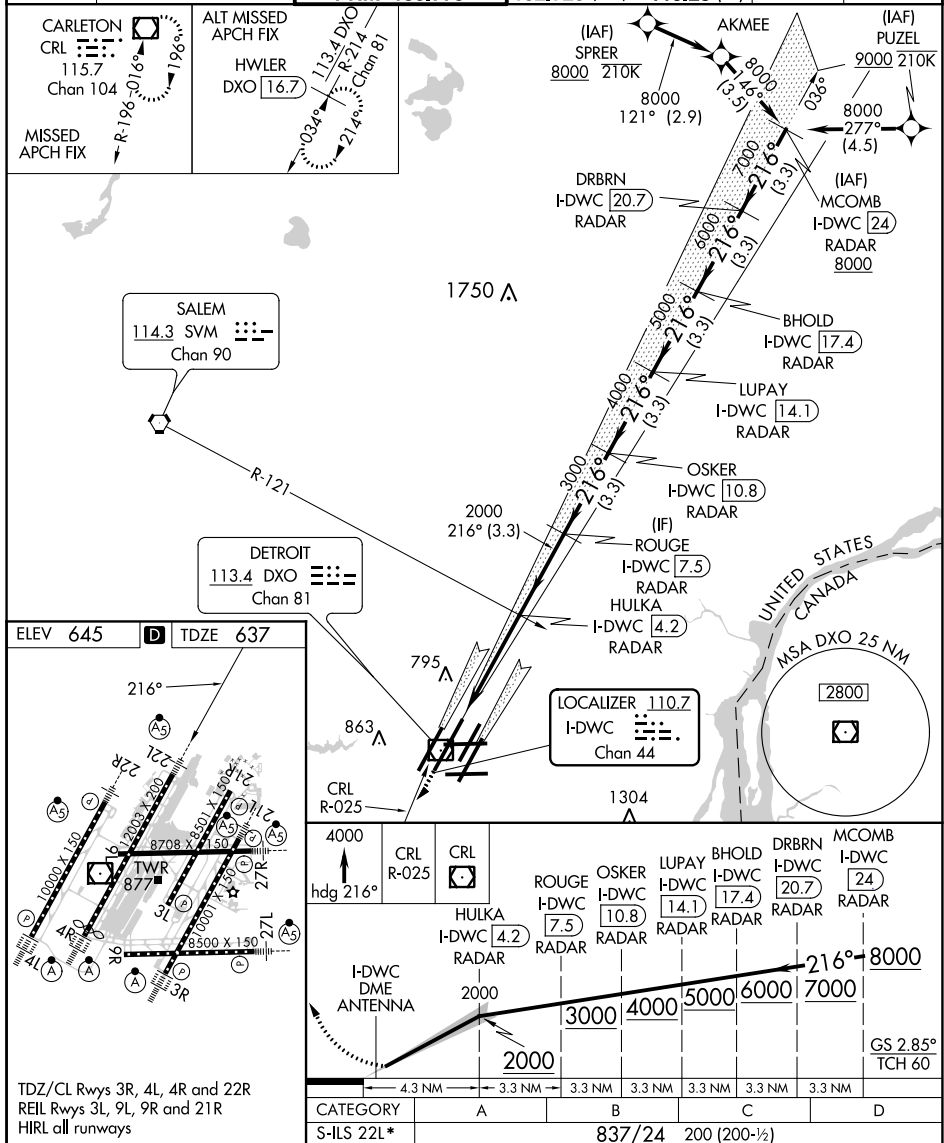 CARLETON
CRL
115.7
Chan 104
016°
196°
R-196
MISSED
APCH FIX
ALT MISSED
APCH FIX
HWLER
DXO 16.7
113.4 DXO
R-214
Chan 81
034°
214°
(IAF)
SPRER
8000 210K
AKMEE
(IAF)
PUZEL
9000 210K
8000
121° (2.9)
8000
146°
(3.5)
036°
8000
277°
(4.5)
7000
216°
(3.3)
DRBRN
I-DWC 20.7
RADAR
(IAF)
MCOMB
I-DWC 24
RADAR
8000
6000
216°
(3.3)
1750
BHOLD
I-DWC 17.4
RADAR
5000
216°
(3.3)
SALEM
114.3 SVM
Chan 90
LUPAY
I-DWC 14.1
RADAR
4000
216°
(3.3)
OSKER
I-DWC 10.8
RADAR
3000
216°
(3.3)
R-121
2000
216° (3.3)
(IF)
ROUGE
I-DWC 7.5
RADAR
DETROIT
113.4 DXO
Chan 81
HULKA
I-DWC 4.2
RADAR
UNITED STATES
CANADA
MSA DXO 25 NM
2800
795
863
LOCALIZER 110.7
I-DWC
Chan 44
CRL
R-025
1304
ELEV 645
D
TDZE 637
216°
A5
22L
22R
21R
21L
A5
P
A5
P
10000 X 150
12003 X 200
8501 X 150
8708 X 150
10001 X 150
8500 X 150
9L
TWR
877
27R
27L
A5
3L
P
P
4R
4L
9R
3R
A
A
A
P
TDZ/CL Rwys 3R, 4L, 4R and 22R
REIL Rwys 3L, 9L, 9R and 21R
HIRL all runways
4000
hdg 216°
CRL
R-025
CRL
HULKA
I-DWC 4.2
RADAR
ROUGE
I-DWC
7.5
RADAR
OSKER
I-DWC
10.8
RADAR
LUPAY
I-DWC
14.1
RADAR
BHOLD
I-DWC
17.4
RADAR
DRBRN
I-DWC
20.7
RADAR
MCOMB
I-DWC
24
RADAR
I-DWC
DME
ANTENNA
2000
2000
3000
4000
5000
6000
7000
216°
8000
GS 2.85°
TCH 60
4.3 NM
3.3 NM
3.3 NM
3.3 NM
3.3 NM
3.3 NM
3.3 NM
CATEGORY A B C D
S-ILS 22L* 837/24 200 (200-½)